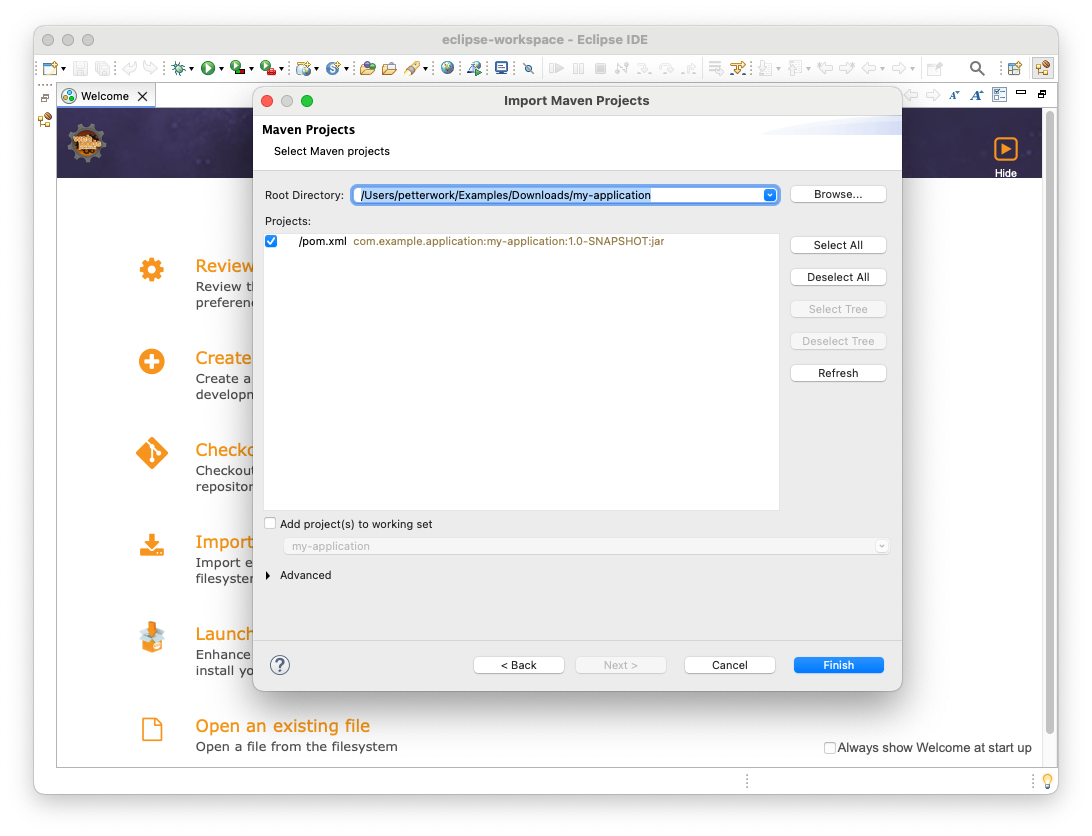 eclipse-workspace - Eclipse IDE
Welcome
Import Maven Projects
Maven Projects
Select Maven projects
Hide
Root Directory: /Users/petterwork/Examples/Downloads/my-application Browse...
Projects:
/pom.xml com.example.application:my-application:1.0-SNAPSHOT:jar
Select All
Deselect All
Select Tree
Deselect Tree
Refresh
Review
Review
preferen
Create
Create a
developm
Checko
Checkout
repositor
Import
Import e
filesyster
Launch
Enhance
install yo
Add project(s) to working set
my-application
Advanced
< Back Next > Cancel Finish
Open an existing file
Open a file from the filesystem
Always show Welcome at start up